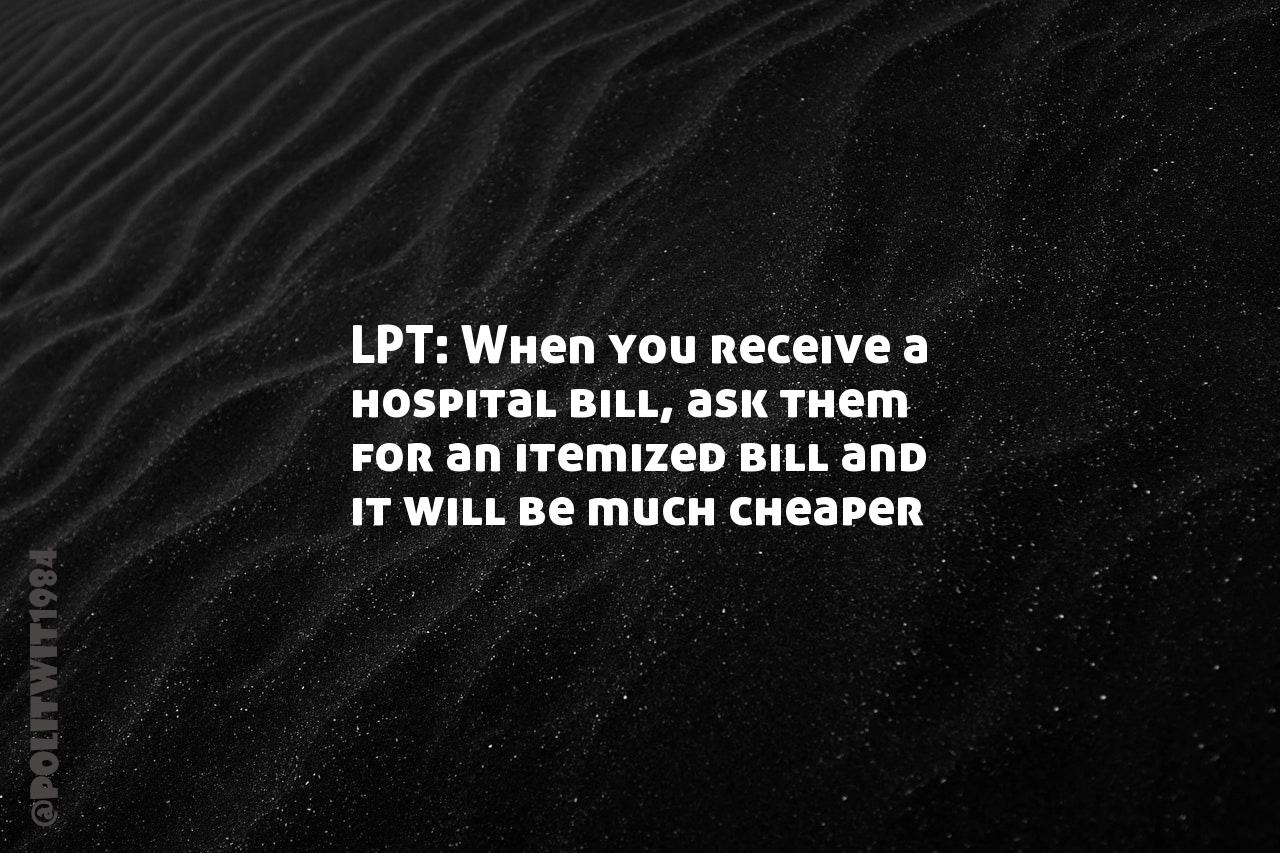 LPT: When you receive a
hospital bill, ask them
for an itemized bill and
it will be much cheaper
@politwit1984